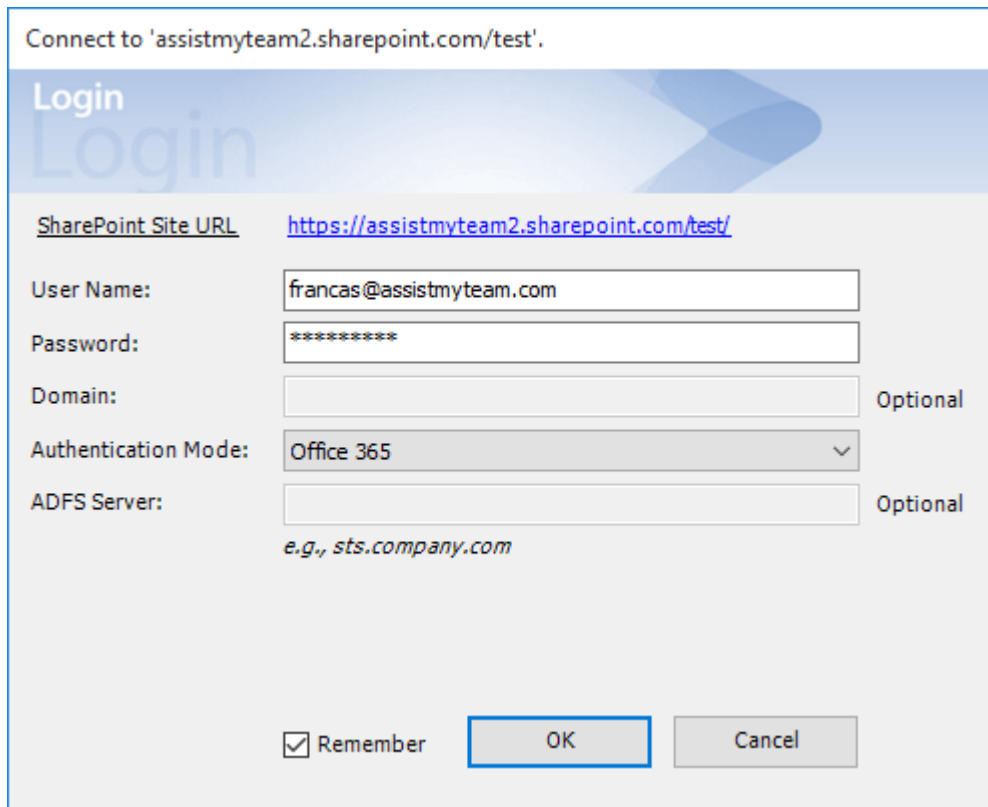 Connect to 'assistmyteam2.sharepoint.com/test'.
Login
Login
SharePoint Site URL https://assistmyteam2.sharepoint.com/test/
User Name: francas@assistmyteam.com
Password: *********
Domain: Optional
Authentication Mode: Office 365
ADFS Server: Optional
e.g., sts.company.com
Remember OK Cancel